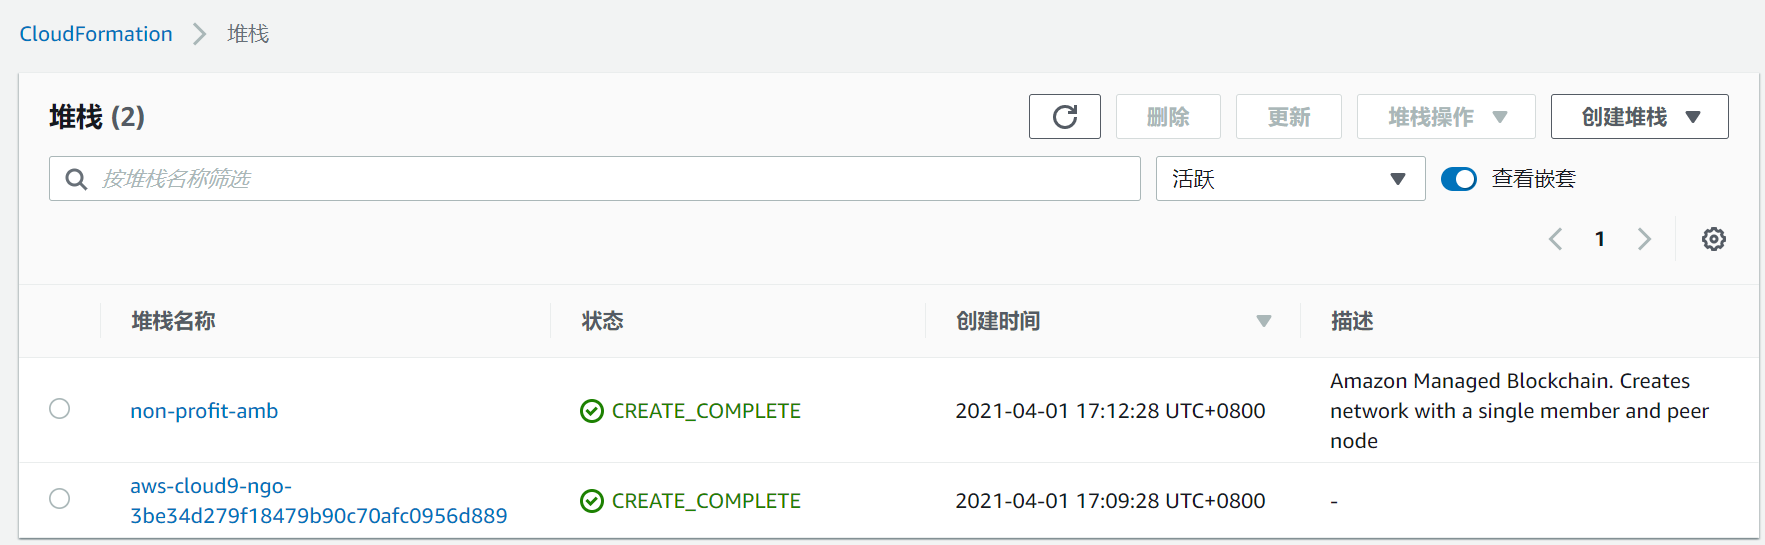 CloudFormation 堆栈
堆栈 (2)
删除 更新 堆栈操作 创建堆栈
按堆栈名称筛选 活跃 查看嵌套
1
堆栈名称 状态 创建时间 描述
non-profit-amb CREATE_COMPLETE 2021-04-01 17:12:28 UTC+0800 Amazon Managed Blockchain. Creates
network with a single member and peer
node
aws-cloud9-ngo-
3be34d279f18479b90c70afc0956d889 CREATE_COMPLETE 2021-04-01 17:09:28 UTC+0800 -